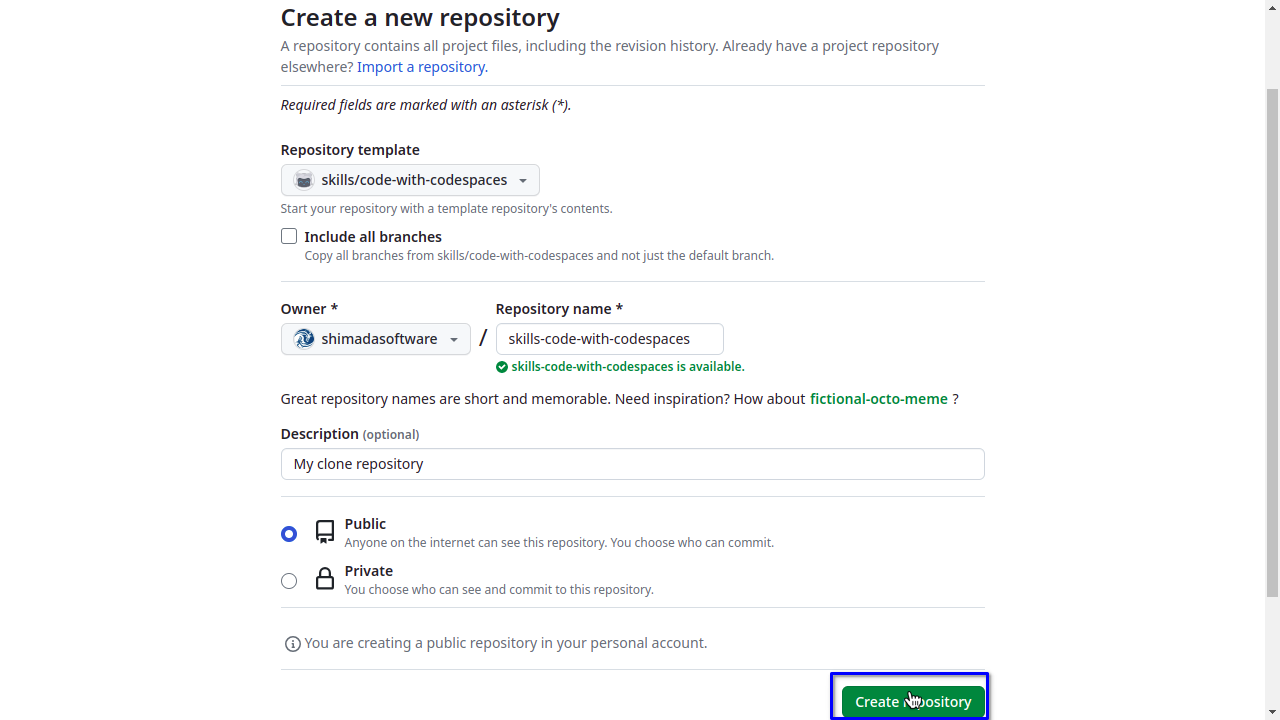 Create a new repository
A repository contains all project files, including the revision history. Already have a project repository
elsewhere? Import a repository.
Required fields are marked with an asterisk (*).
Repository template
skills/code-with-codespaces
Start your repository with a template repository's contents.
Include all branches
Copy all branches from skills/code-with-codespaces and not just the default branch.
Owner * Repository name *
shimadasoftware / skills-code-with-codespaces
skills-code-with-codespaces is available.
Great repository names are short and memorable. Need inspiration? How about fictional-octo-meme ?
Description (optional)
My clone repository
Public
Anyone on the internet can see this repository. You choose who can commit.
Private
You choose who can see and commit to this repository.
You are creating a public repository in your personal account.
Create repository